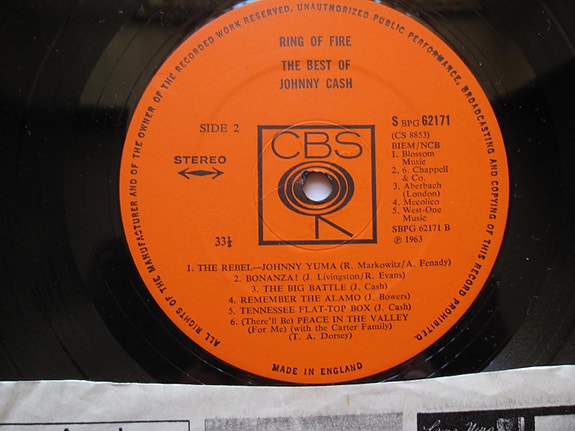 ALL RIGHTS OF THE MANUFACTURER AND OF THE OWNER OF THE RECORDED WORK RESERVED. UNAUTHORIZED PUBLIC PERFORMANCE, BROADCASTING AND COPYING OF THIS RECORD PROHIBITED.
RING OF FIRE
THE BEST OF
JOHNNY CASH
SIDE 2
STEREO
33⅓
CBS
S BPG 62171
(CS 8853)
BIEM/NCB
1. Blossom
Music
2, 6. Chappell
& Co.
3. Aberbach
(London)
4. Mecolico
5. West-One
Music
SBPG 62171 B
℗ 1963
1. THE REBEL—JOHNNY YUMA (R. Markowitz/A. Fenady)
2. BONANZA! (J. Livingston/R. Evans)
3. THE BIG BATTLE (J. Cash)
4. REMEMBER THE ALAMO (J. Bowers)
5. TENNESSEE FLAT-TOP BOX (J. Cash)
6. (There'll Be) PEACE IN THE VALLEY
(For Me) (with the Carter Family)
(T. A. Dorsey)
MADE IN ENGLAND